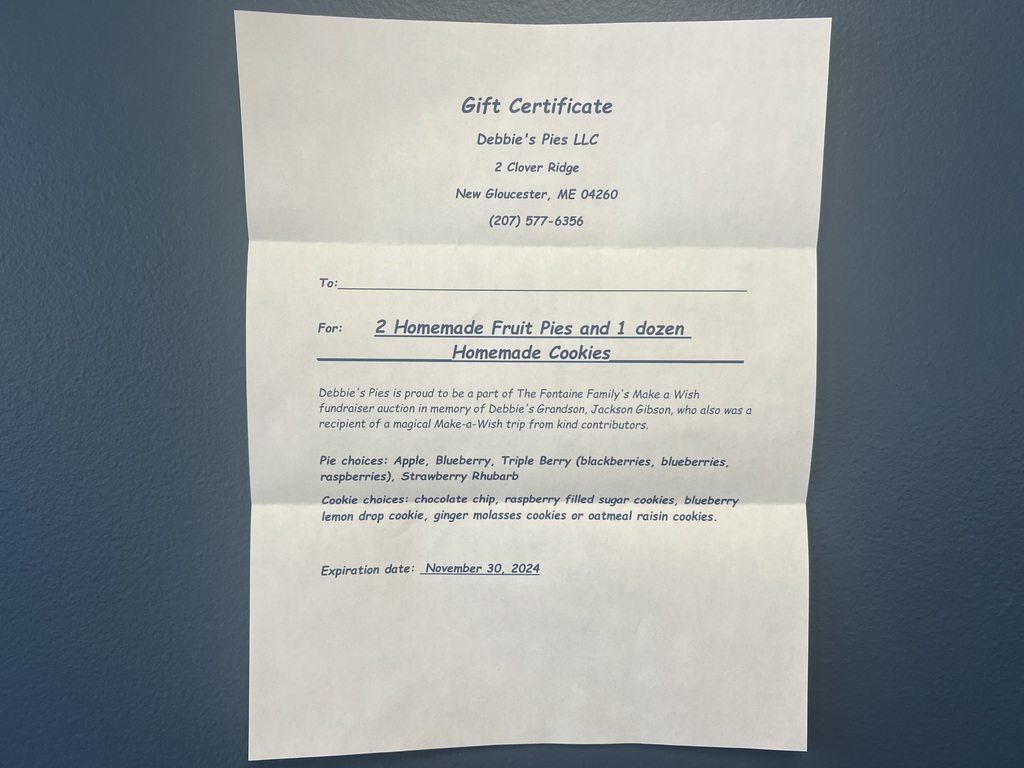 Gift Certificate
Debbie's Pies LLC
2 Clover Ridge
New Gloucester, ME 04260
(207) 577-6356
To:
For: 2 Homemade Fruit Pies and 1 dozen
Homemade Cookies
Debbie's Pies is proud to be a part of The Fontaine Family's Make a Wish
fundraiser auction in memory of Debbie's Grandson, Jackson Gibson, who also was a
recipient of a magical Make-a-Wish trip from kind contributors.
Pie choices: Apple, Blueberry, Triple Berry (blackberries, blueberries,
raspberries), Strawberry Rhubarb
Cookie choices: chocolate chip, raspberry filled sugar cookies, blueberry
lemon drop cookie, ginger molasses cookies or oatmeal raisin cookies.
Expiration date: November 30, 2024